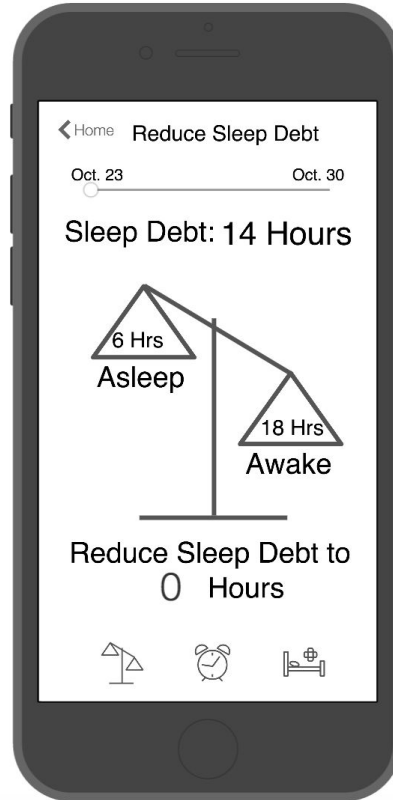 Home Reduce Sleep Debt
Oct. 23 Oct. 30
Sleep Debt: 14 Hours
6 Hrs
Asleep
18 Hrs
Awake
Reduce Sleep Debt to
0 Hours